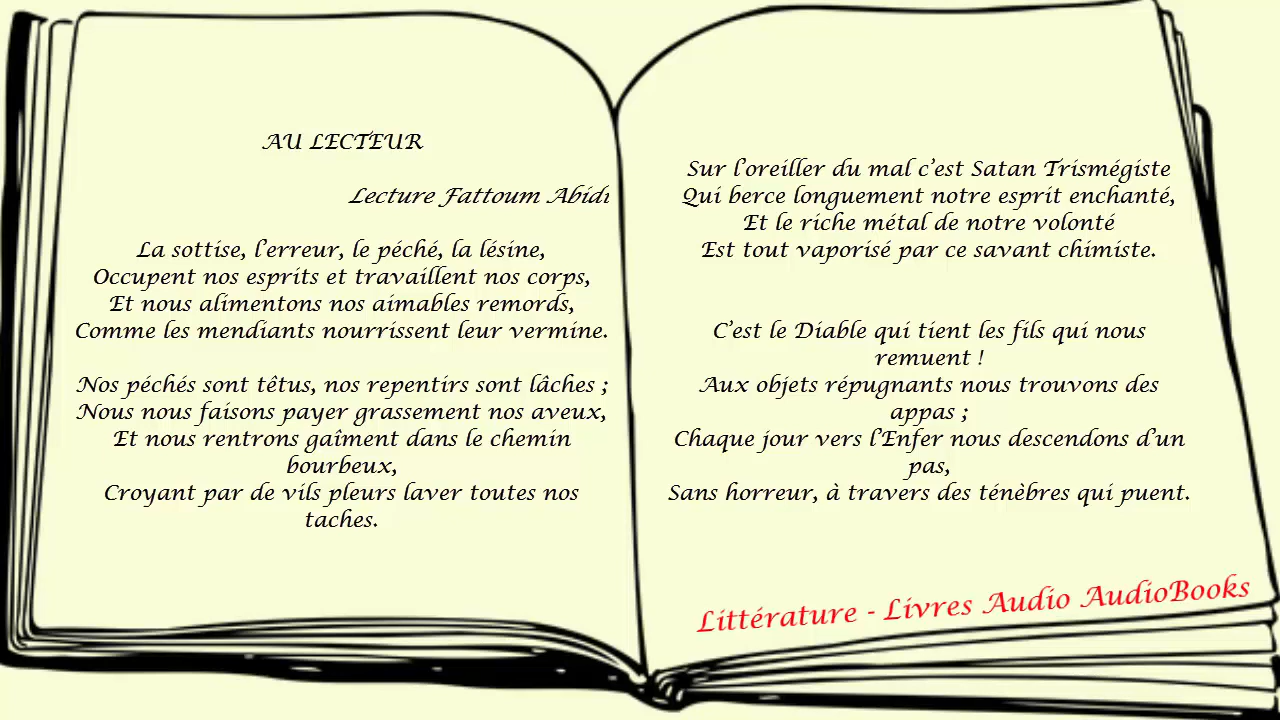 AU LECTEUR
Lecture Fattoum Abidi
La sottise, l'erreur, le péché, la lésine,
Occupent nos esprits et travaillent nos corps,
Et nous alimentons nos aimables remords,
Comme les mendiants nourrissent leur vermine.
Nos péchés sont têtus, nos repentirs sont lâches ;
Nous nous faisons payer grassement nos aveux,
Et nous rentrons gaîment dans le chemin
bourbeux,
Croyant par de vils pleurs laver toutes nos
taches.
Sur l'oreiller du mal c'est Satan Trismégiste
Qui berce longuement notre esprit enchanté,
Et le riche métal de notre volonté
Est tout vaporisé par ce savant chimiste.
C'est le Diable qui tient les fils qui nous
remuent !
Aux objets répugnants nous trouvons des
appas ;
Chaque jour vers l'Enfer nous descendons d'un
pas,
Sans horreur, à travers des ténèbres qui puent.
Littérature - Livres Audio AudioBooks